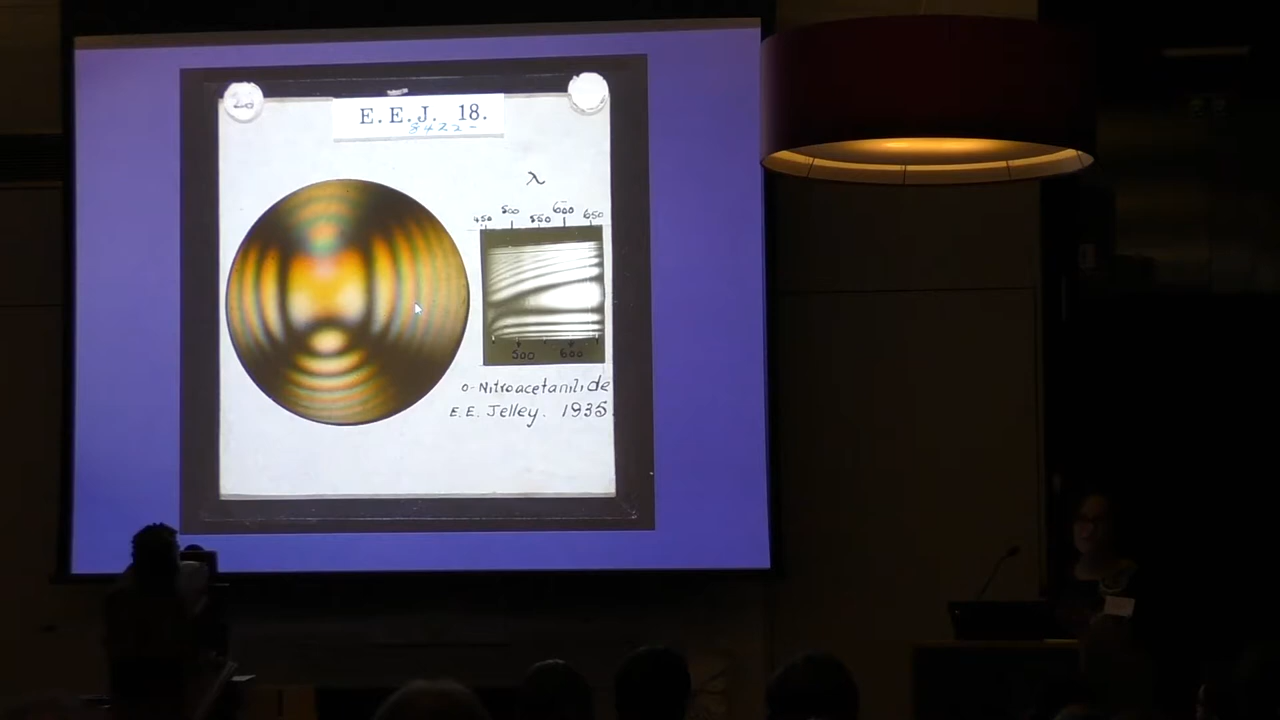 E.E.J. 18.
8422-
λ
450 500 550 600 650
500 600
o-Nitroacetanilide
E.E. Jelley. 1935.